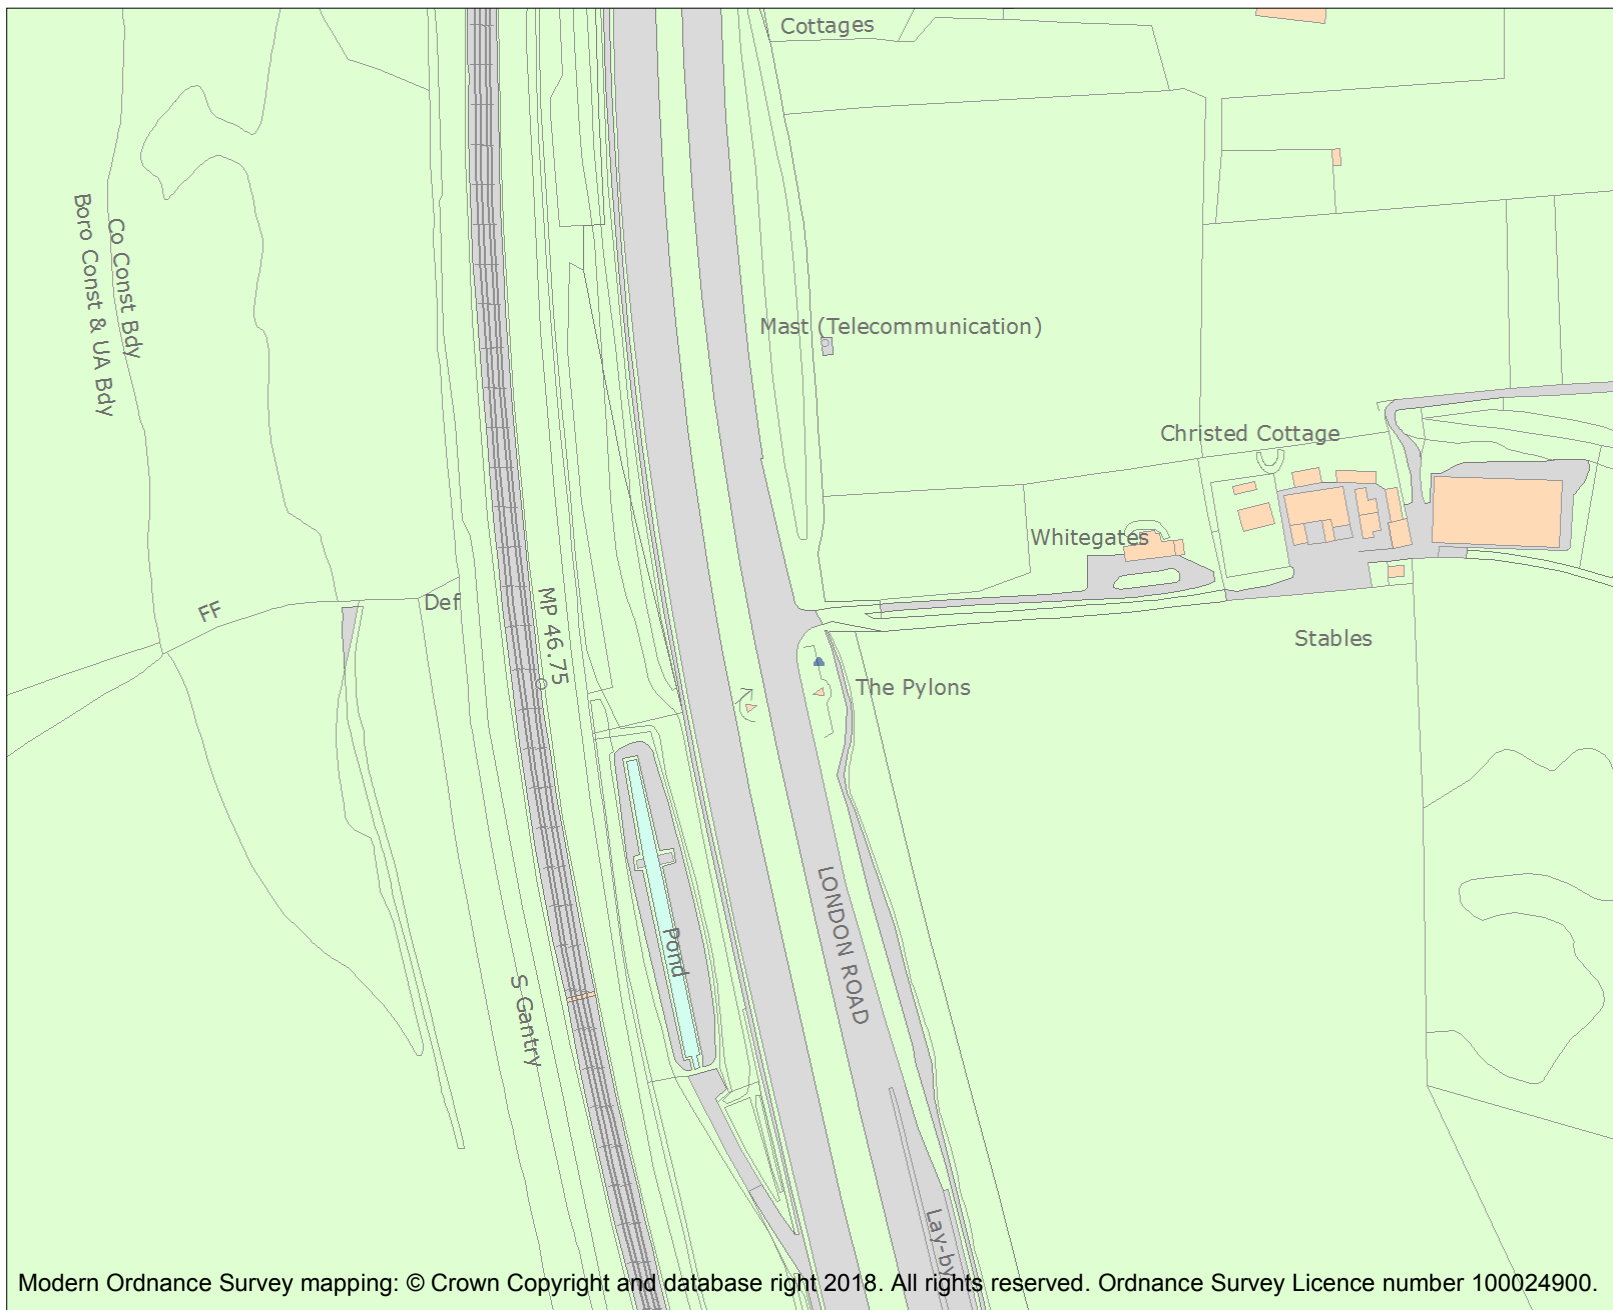 Cottages
Co Const Bdy
Boro Const & UA Bdy
Mast (Telecommunication)
Christed Cottage
Whitegates
FF
Def
MP 46.75
Stables
The Pylons
LONDON ROAD
Pond
S Gantry
Lay-by
Modern Ordnance Survey mapping: © Crown Copyright and database right 2018. All rights reserved. Ordnance Survey Licence number 100024900.